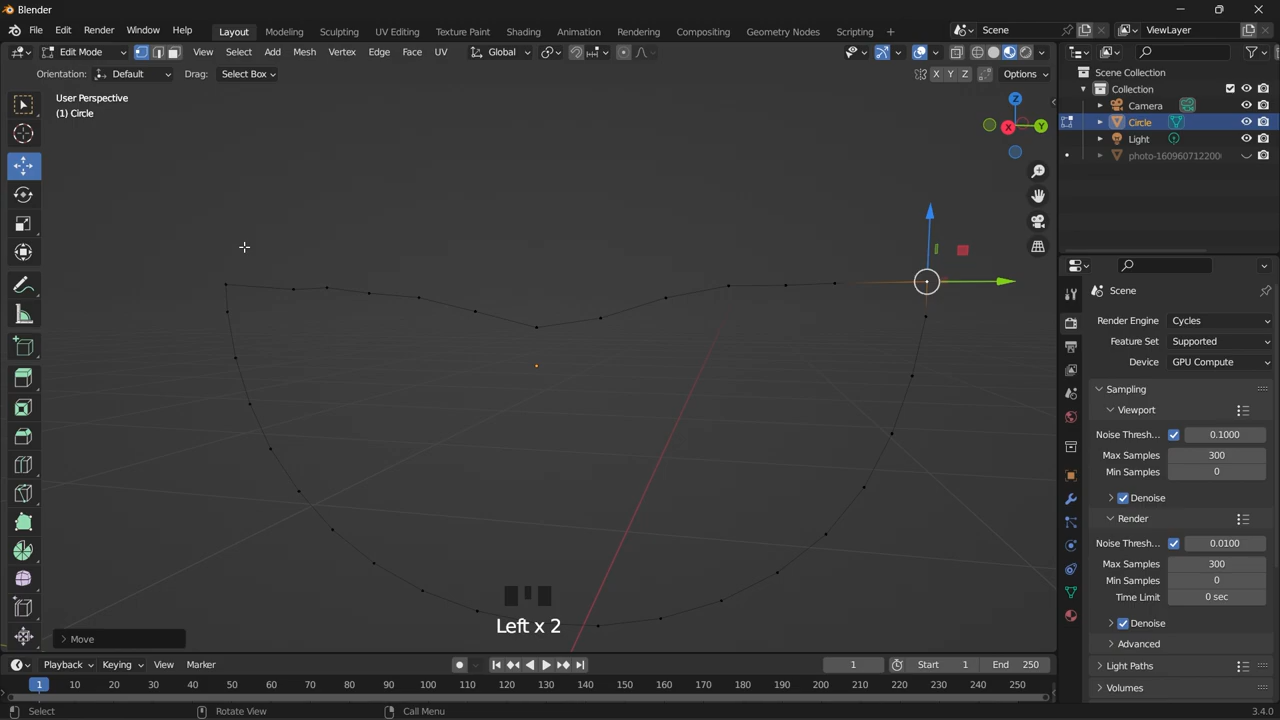 Blender
File Edit Render Window Help Layout Modeling Sculpting UV Editing Texture Paint Shading Animation Rendering Compositing Geometry Nodes Scripting + Scene ViewLayer
Edit Mode View Select Add Mesh Vertex Edge Face UV Global
Orientation: Default Drag: Select Box X Y Z Options
User Perspective
(1) Circle
Z
X
Y
Scene Collection
Collection
Camera
Circle
Light
photo-160960712200
Scene
Render Engine Cycles
Feature Set Supported
Device GPU Compute
Sampling
Viewport
Noise Thresh... 0.1000
Max Samples 300
Min Samples 0
Denoise
Render
Noise Thresh... 0.0100
Max Samples 300
Min Samples 0
Time Limit 0 sec
Denoise
Advanced
Light Paths
Volumes
Left x 2
Move
Playback Keying View Marker 1 Start 1 End 250
1 10 20 30 40 50 60 70 80 90 100 110 120 130 140 150 160 170 180 190 200 210 220 230 240 250
Select Rotate View Call Menu 3.4.0